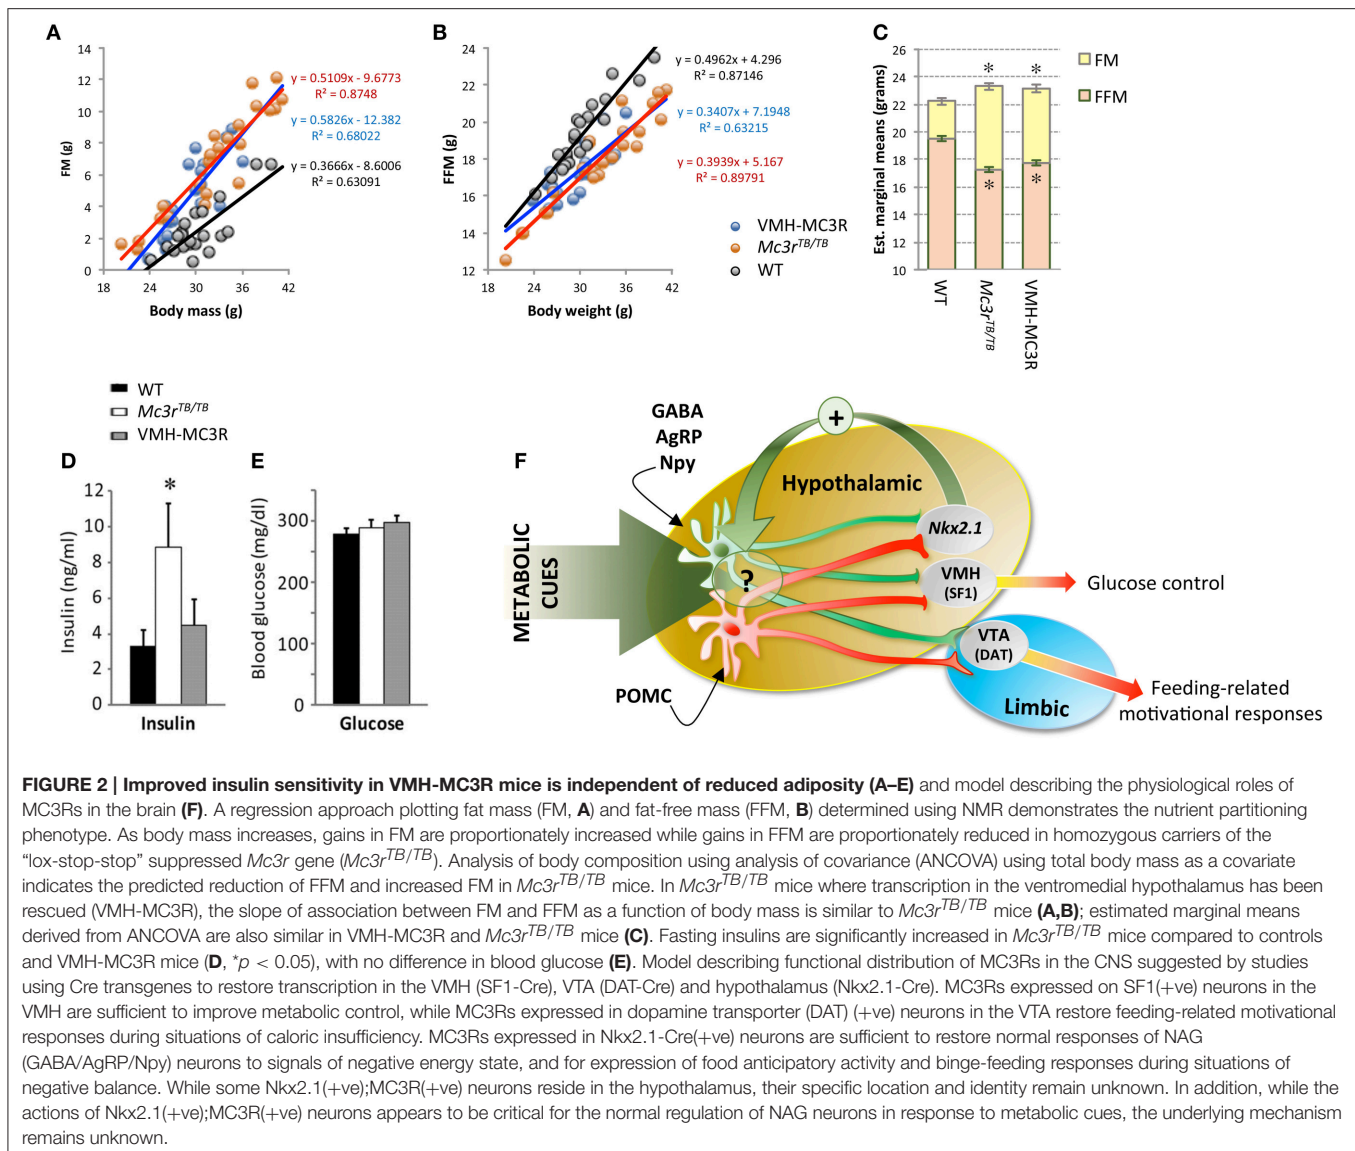 A
14
12
10
8
6
4
2
0
FM (g)
18
24
30
36
42
Body mass (g)
y = 0.5109x - 9.6773
R² = 0.8748
y = 0.5826x - 12.382
R² = 0.68022
y = 0.3666x - 8.6006
R² = 0.63091
B
24
22
20
18
16
14
12
FFM (g)
18
24
30
36
42
Body weight (g)
y = 0.4962x + 4.296
R² = 0.87146
y = 0.3407x + 7.1948
R² = 0.63215
y = 0.3939x + 5.167
R² = 0.89791
VMH-MC3R
Mc3rTB/TB
WT
C
26
24
22
20
18
16
14
12
10
Est. marginal means (grams)
* *
* *
WT
Mc3rTB/TB
VMH-MC3R
FM
FFM
WT
Mc3rTB/TB
VMH-MC3R
D
12
10
8
6
4
2
0
Insulin (ng/ml)
*
Insulin
E
300
200
300
100
0
Blood glucose (mg/dl)
Glucose
F
GABA
AgRP
Npy
+
Hypothalamic
METABOLIC
CUES
?
Nkx2.1
VMH
(SF1)
Glucose control
VTA
(DAT)
POMC
Limbic
Feeding-related
motivational responses
FIGURE 2 | Improved insulin sensitivity in VMH-MC3R mice is independent of reduced adiposity (A–E) and model describing the physiological roles of
MC3Rs in the brain (F). A regression approach plotting fat mass (FM, A) and fat-free mass (FFM, B) determined using NMR demonstrates the nutrient partitioning
phenotype. As body mass increases, gains in FM are proportionately increased while gains in FFM are proportionately reduced in homozygous carriers of the
“lox-stop-stop” suppressed Mc3r gene (Mc3rTB/TB). Analysis of body composition using analysis of covariance (ANCOVA) using total body mass as a covariate
indicates the predicted reduction of FFM and increased FM in Mc3rTB/TB mice. In Mc3rTB/TB mice where transcription in the ventromedial hypothalamus has been
rescued (VMH-MC3R), the slope of association between FM and FFM as a function of body mass is similar to Mc3rTB/TB mice (A,B); estimated marginal means
derived from ANCOVA are also similar in VMH-MC3R and Mc3rTB/TB mice (C). Fasting insulins are significantly increased in Mc3rTB/TB mice compared to controls
and VMH-MC3R mice (D, *p < 0.05), with no difference in blood glucose (E). Model describing functional distribution of MC3Rs in the CNS suggested by studies
using Cre transgenes to restore transcription in the VMH (SF1-Cre), VTA (DAT-Cre) and hypothalamus (Nkx2.1-Cre). MC3Rs expressed on SF1(+ve) neurons in the
VMH are sufficient to improve metabolic control, while MC3Rs expressed in dopamine transporter (DAT) (+ve) neurons in the VTA restore feeding-related motivational
responses during situations of caloric insufficiency. MC3Rs expressed in Nkx2.1-Cre(+ve) neurons are sufficient to restore normal responses of NAG
(GABA/AgRP/Npy) neurons to signals of negative energy state, and for expression of food anticipatory activity and binge-feeding responses during situations of
negative balance. While some Nkx2.1(+ve);MC3R(+ve) neurons reside in the hypothalamus, their specific location and identity remain unknown. In addition, while the
actions of Nkx2.1(+ve);MC3R(+ve) neurons appears to be critical for the normal regulation of NAG neurons in response to metabolic cues, the underlying mechanism
remains unknown.